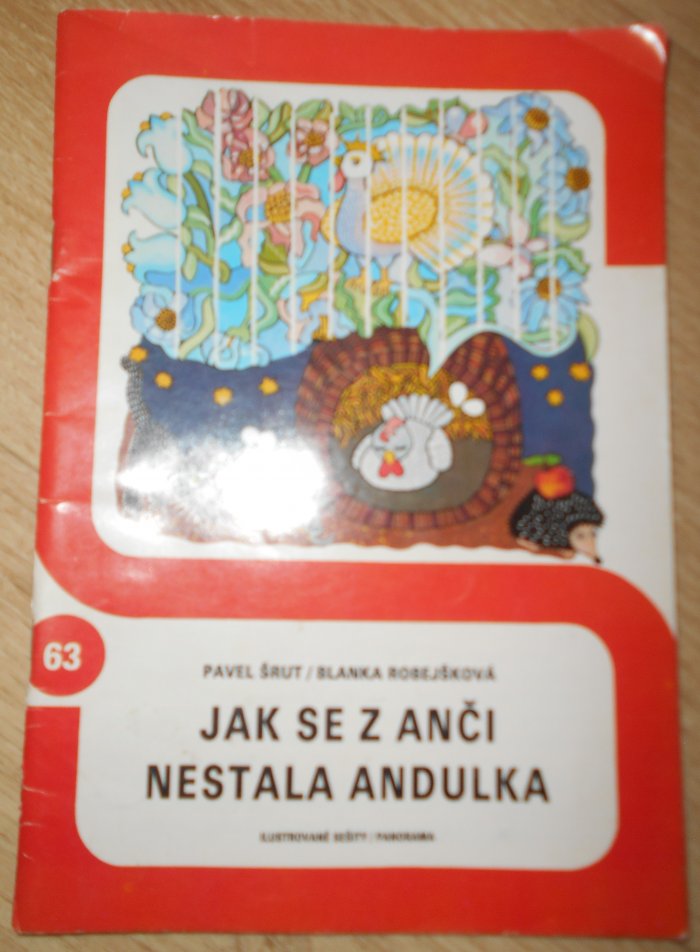 63
PAVEL ŠRUT / BLANKA ROBEJŠKOVÁ
JAK SE Z ANČI
NESTALA ANDULKA
ILUSTROVANÉ SEŠITY / PANORAMA